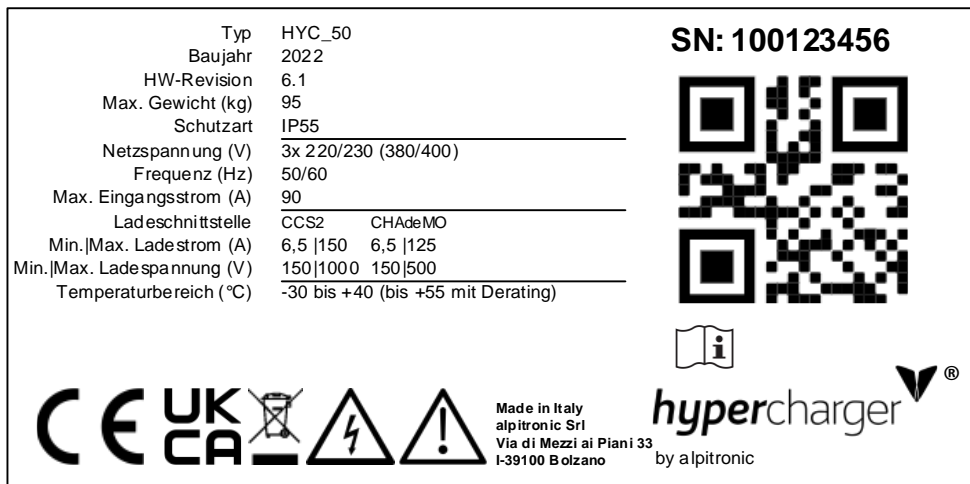 Typ HYC_50
Baujahr 2022
HW-Revision 6.1
Max. Gewicht (kg) 95
Schutzart IP55
Netzspannung (V) 3x 220/230 (380/400)
Frequenz (Hz) 50/60
Max. Eingangsstrom (A) 90
Ladeschnittstelle CCS2 CHAdeMO
Min.|Max. Ladestrom (A) 6,5 |150 6,5 |125
Min.|Max. Ladespannung (V) 150|1000 150|500
Temperaturbereich (°C) -30 bis +40 (bis +55 mit Derating)
SN: 100123456
i
CE UK
CA
Made in Italy
alpitronic Srl
Via di Mezzi ai Piani 33
I-39100 Bolzano
hypercharger ®
by alpitronic